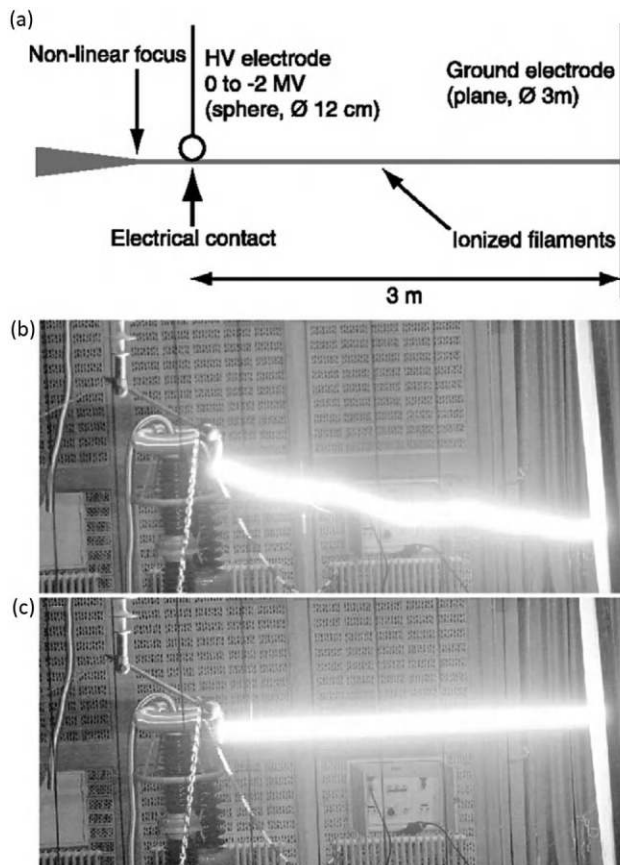 (a)
Non-linear focus
HV electrode
0 to -2 MV
(sphere, Ø 12 cm)
Ground electrode
(plane, Ø 3m)
Electrical contact
Ionized filaments
3 m
(b)
(c)